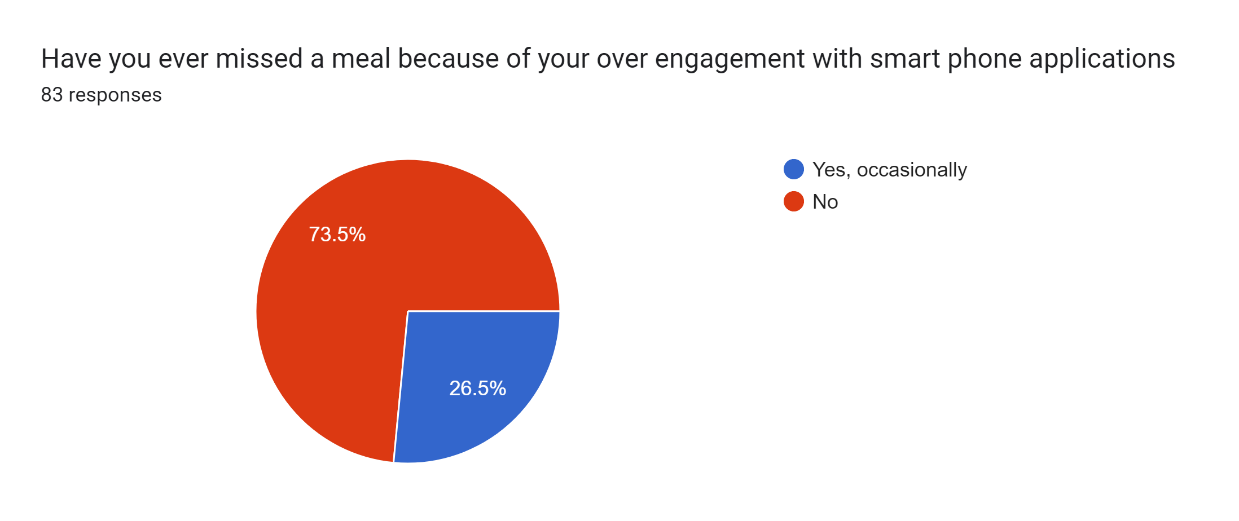 Have you ever missed a meal because of your over engagement with smart phone applications
83 responses
Yes, occasionally
No
73.5%
26.5%